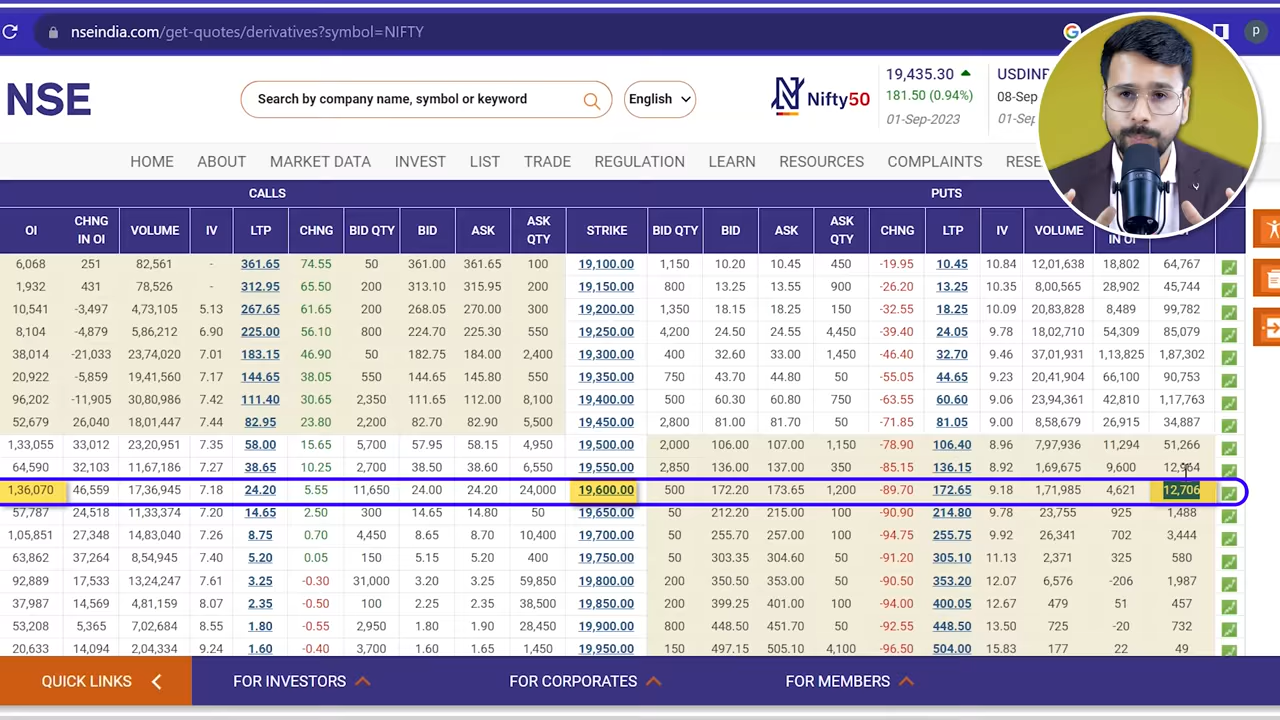 nseindia.com/get-quotes/derivatives?symbol=NIFTY
p
NSE
Search by company name, symbol or keyword
English
Nifty50
19,435.30
181.50 (0.94%)
01-Sep-2023
USDINR
08-Sep
01-Sep
HOME ABOUT MARKET DATA INVEST LIST TRADE REGULATION LEARN RESOURCES COMPLAINTS RESE
CALLS PUTS
OI CHNG IN OI VOLUME IV LTP CHNG BID QTY BID ASK ASK QTY STRIKE BID QTY BID ASK ASK QTY CHNG LTP IV VOLUME IN OI
6,068 251 82,561 - 361.65 74.55 50 361.00 361.65 100 19,100.00 1,150 10.20 10.45 450 -19.95 10.45 10.84 12,01,638 18,802 64,767
1,932 431 78,526 - 312.95 65.50 200 313.10 315.95 200 19,150.00 800 13.25 13.55 900 -26.20 13.25 10.35 8,00,565 28,902 45,744
10,541 -3,497 4,73,105 5.13 267.65 61.65 200 268.05 270.00 300 19,200.00 1,350 18.15 18.25 150 -32.55 18.25 10.09 20,83,828 8,489 99,782
8,104 -4,879 5,86,212 6.90 225.00 56.10 800 224.70 225.30 550 19,250.00 4,200 24.50 24.55 4,450 -39.40 24.05 9.78 18,02,710 54,309 85,079
38,014 -21,033 23,74,020 7.01 183.15 46.90 50 182.75 184.00 2,400 19,300.00 400 32.60 33.00 1,450 -46.40 32.70 9.46 37,01,931 1,13,825 1,87,302
20,922 -5,859 19,41,560 7.17 144.65 38.05 550 144.65 145.80 550 19,350.00 750 43.70 44.80 50 -55.05 44.65 9.23 20,41,904 66,100 90,753
96,202 -11,905 30,80,986 7.42 111.40 30.65 2,350 111.65 112.00 8,100 19,400.00 500 60.30 60.80 750 -63.55 60.60 9.06 23,94,361 42,810 1,17,763
52,679 26,040 18,01,447 7.44 82.95 23.80 2,200 82.70 82.90 5,500 19,450.00 2,800 81.00 81.70 50 -71.85 81.05 9.00 8,58,679 26,915 34,887
1,33,055 33,012 23,20,951 7.35 58.00 15.65 5,700 57.95 58.15 4,950 19,500.00 2,000 106.00 107.00 1,150 -78.90 106.40 8.96 7,97,936 11,294 51,266
64,590 32,103 11,67,186 7.27 38.65 10.25 2,700 38.50 38.60 6,550 19,550.00 2,850 136.00 137.00 350 -85.15 136.15 8.92 1,69,675 9,600 12,964
1,36,070 46,559 17,36,945 7.18 24.20 5.55 11,650 24.00 24.20 24,000 19,600.00 500 172.20 173.65 1,200 -89.70 172.65 9.18 1,71,985 4,621 12,706
57,787 24,518 11,33,374 7.20 14.65 2.50 300 14.65 14.80 50 19,650.00 50 212.20 215.00 100 -90.90 214.80 9.78 23,755 925 1,488
1,05,851 27,348 14,83,040 7.26 8.75 0.70 4,450 8.65 8.70 10,400 19,700.00 50 255.70 257.00 100 -94.75 255.75 9.92 26,341 702 3,444
63,862 37,264 8,54,945 7.40 5.20 0.05 150 5.15 5.20 400 19,750.00 50 303.35 304.60 50 -91.20 305.10 11.13 2,371 325 580
92,889 17,533 13,24,247 7.61 3.25 -0.30 31,000 3.20 3.25 59,850 19,800.00 200 350.50 353.00 50 -90.50 353.20 12.07 6,576 -206 1,987
37,987 14,569 4,81,159 8.07 2.35 -0.50 100 2.25 2.35 38,500 19,850.00 200 399.25 401.00 100 -94.00 400.05 12.67 479 51 457
53,208 5,365 7,02,684 8.55 1.80 -0.55 2,950 1.80 1.90 28,450 19,900.00 800 448.50 451.70 50 -92.55 448.50 13.50 725 -20 732
20,633 14,094 2,04,334 9.24 1.60 -0.40 3,700 1.60 1.65 1,450 19,950.00 150 497.15 505.10 4,100 -96.50 504.00 15.83 177 22 49
QUICK LINKS FOR INVESTORS FOR CORPORATES FOR MEMBERS